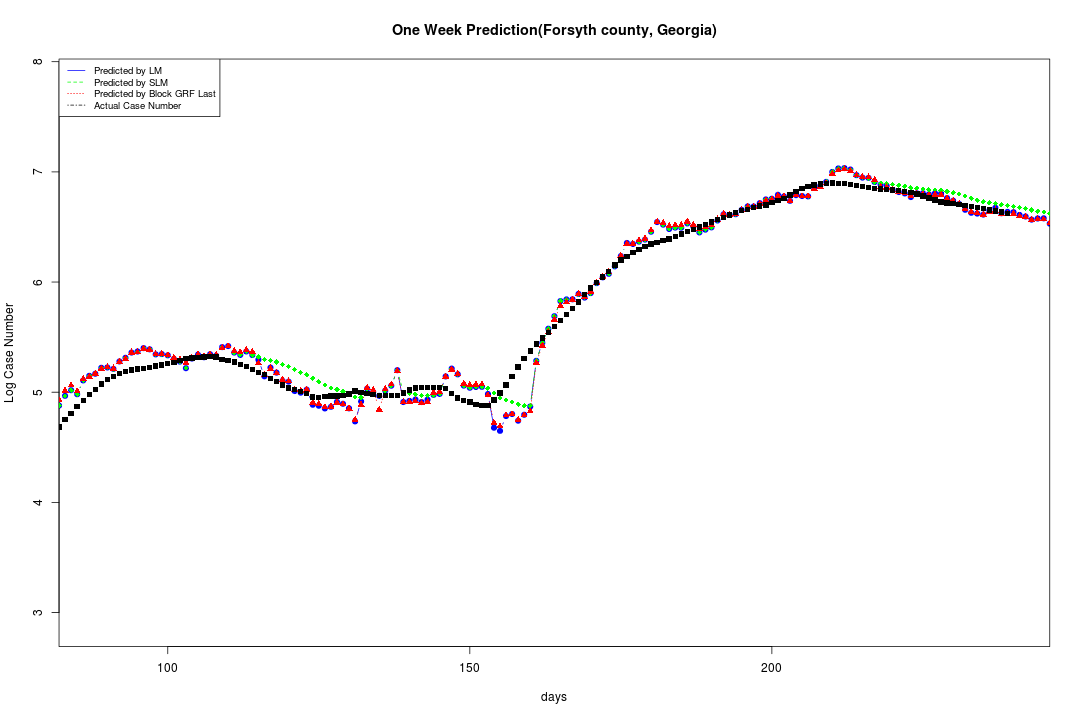 One Week Prediction(Forsyth county, Georgia)
8
Predicted by LM
Predicted by SLM
Predicted by Block GRF Last
Actual Case Number
7
6
5
4
3
Log Case Number
100 150 200
days